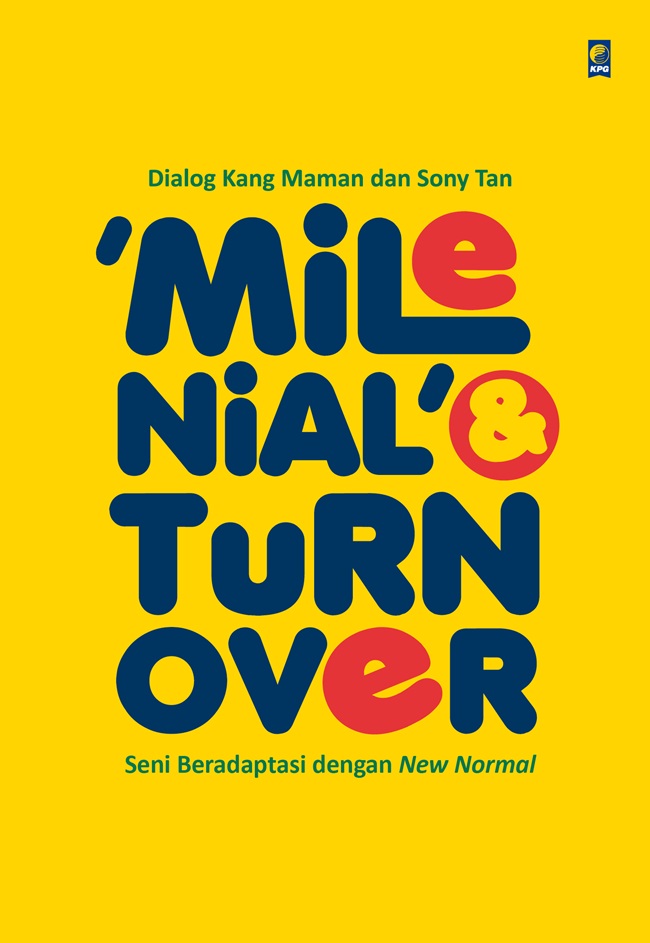 KPG
Dialog Kang Maman dan Sony Tan
'MiLe
NiAL' &
TuRN
OVeR
Seni Beradaptasi dengan New Normal